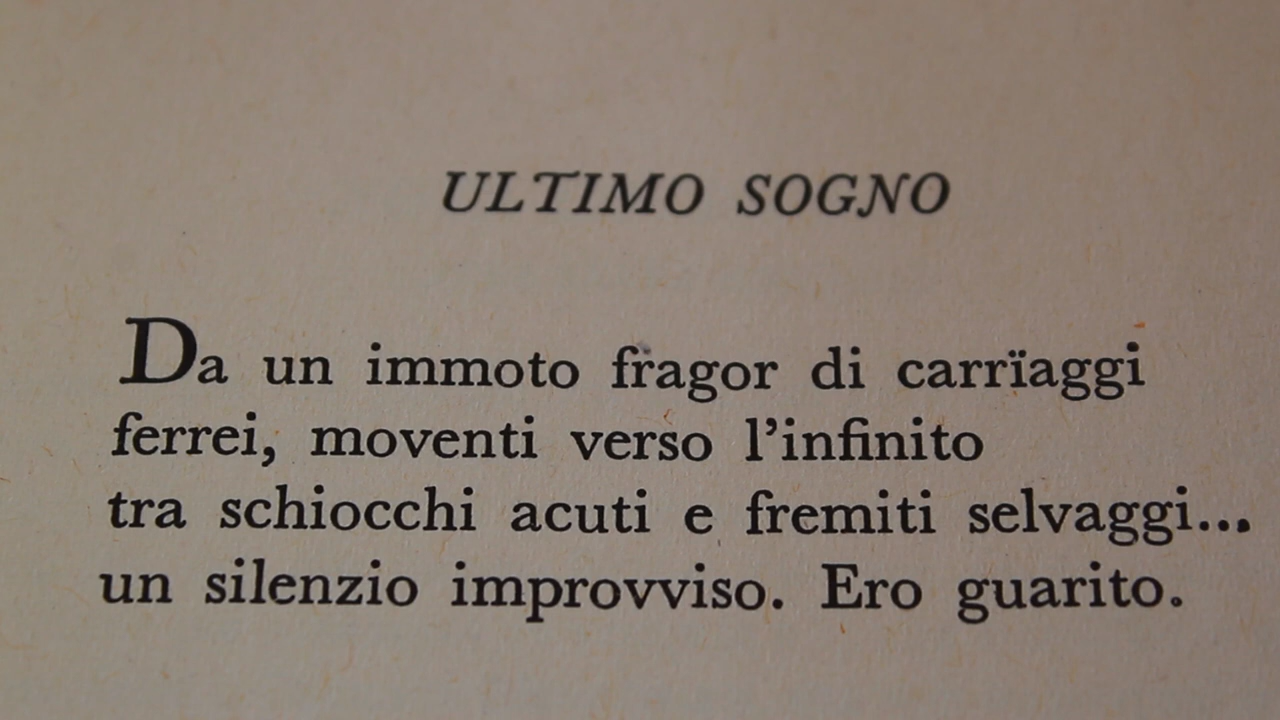 ULTIMO SOGNO
Da un immoto fragor di carrïaggi
ferrei, moventi verso l’infinito
tra schiocchi acuti e fremiti selvaggi...
un silenzio improvviso. Ero guarito.